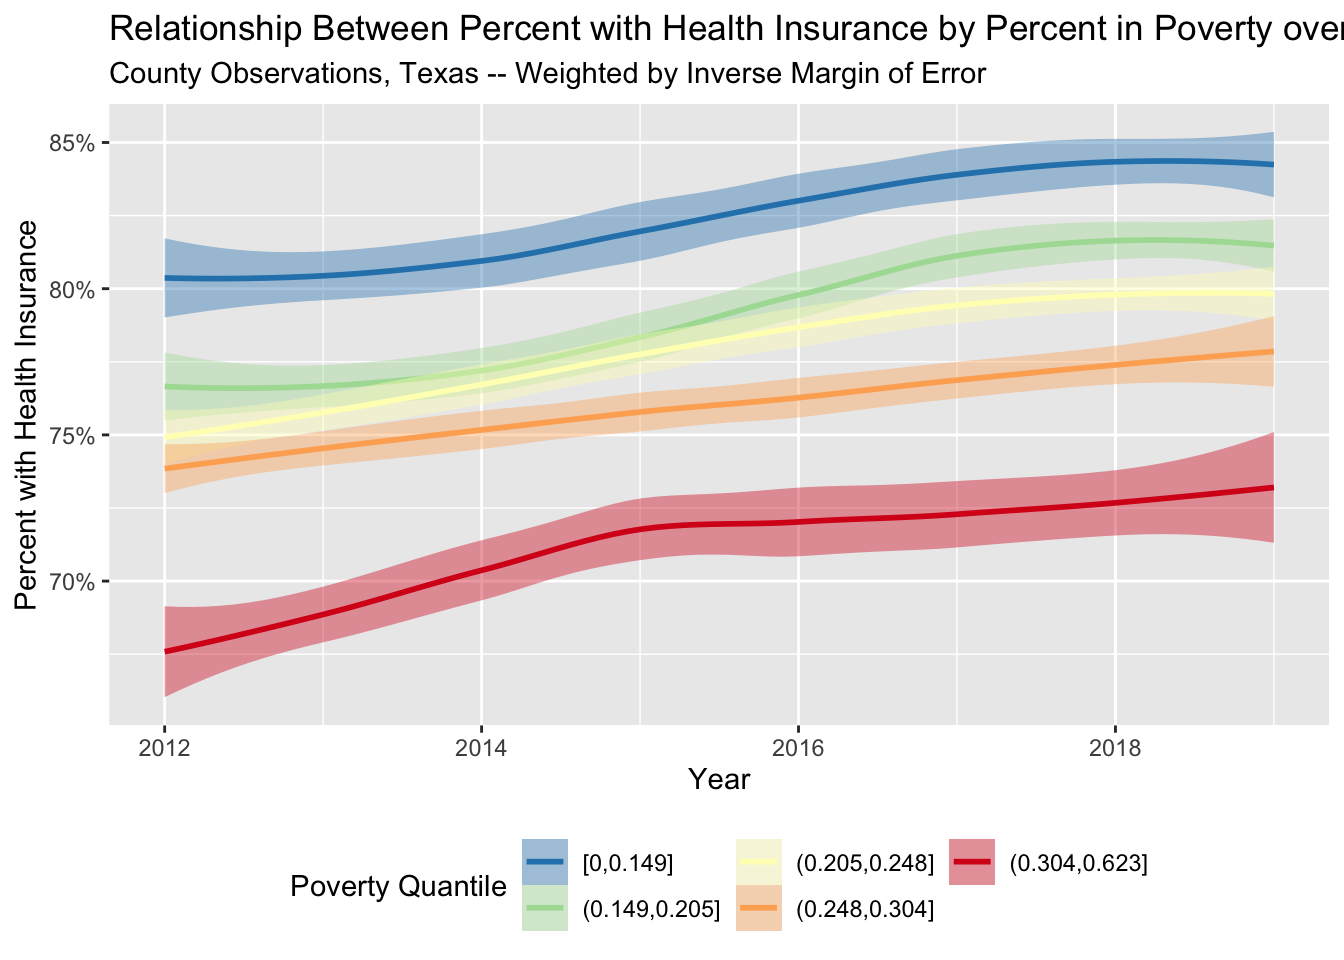 Relationship Between Percent with Health Insurance by Percent in Poverty over
County Observations, Texas -- Weighted by Inverse Margin of Error
Percent with Health Insurance
85%
80%
75%
70%
2012 2014 2016 2018
Year
Poverty Quantile
[0,0.149] (0.205,0.248] (0.304,0.623]
(0.149,0.205] (0.248,0.304]